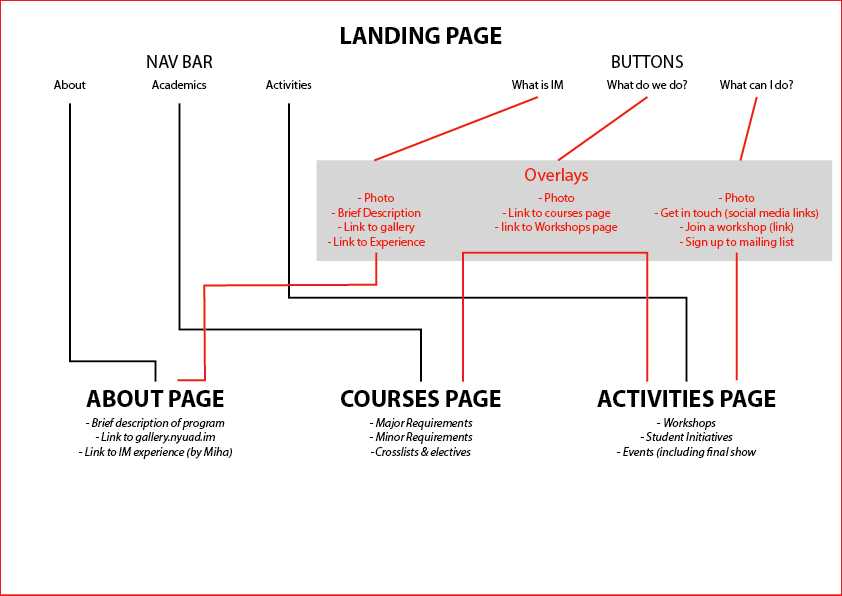 LANDING PAGE
NAV BAR
BUTTONS
About
Academics
Activities
What is IM
What do we do?
What can I do?
Overlays
- Photo
- Brief Description
- Link to gallery
- Link to Experience
- Photo
- Link to courses page
- link to Workshops page
- Photo
- Get in touch (social media links)
- Join a workshop (link)
- Sign up to mailing list
ABOUT PAGE
- Brief description of program
- Link to gallery.nyuad.im
- Link to IM experience (by Miha)
COURSES PAGE
- Major Requirements
- Minor Requirements
-Crosslists & electives
ACTIVITIES PAGE
- Workshops
- Student Initiatives
- Events (including final show